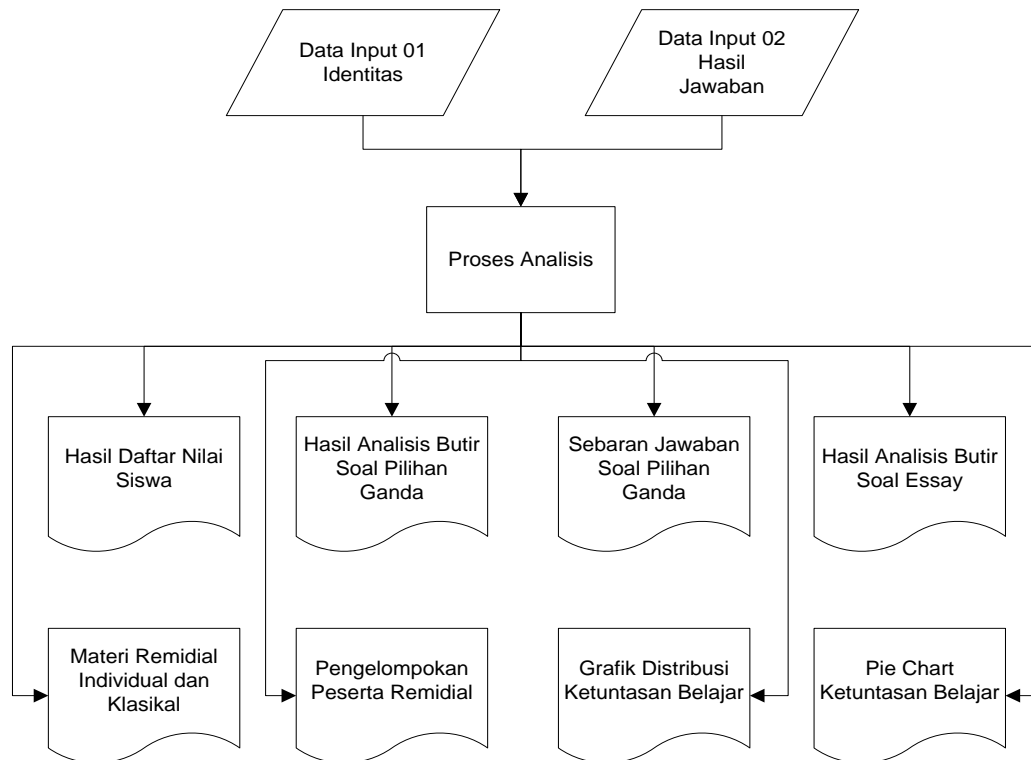 Data Input 01
Identitas
Data Input 02
Hasil
Jawaban
Proses Analisis
Hasil Daftar Nilai
Siswa
Hasil Analisis Butir
Soal Pilihan
Ganda
Sebaran Jawaban
Soal Pilihan
Ganda
Hasil Analisis Butir
Soal Essay
Materi Remidial
Individual dan
Klasikal
Pengelompokan
Peserta Remidial
Grafik Distribusi
Ketuntasan Belajar
Pie Chart
Ketuntasan Belajar